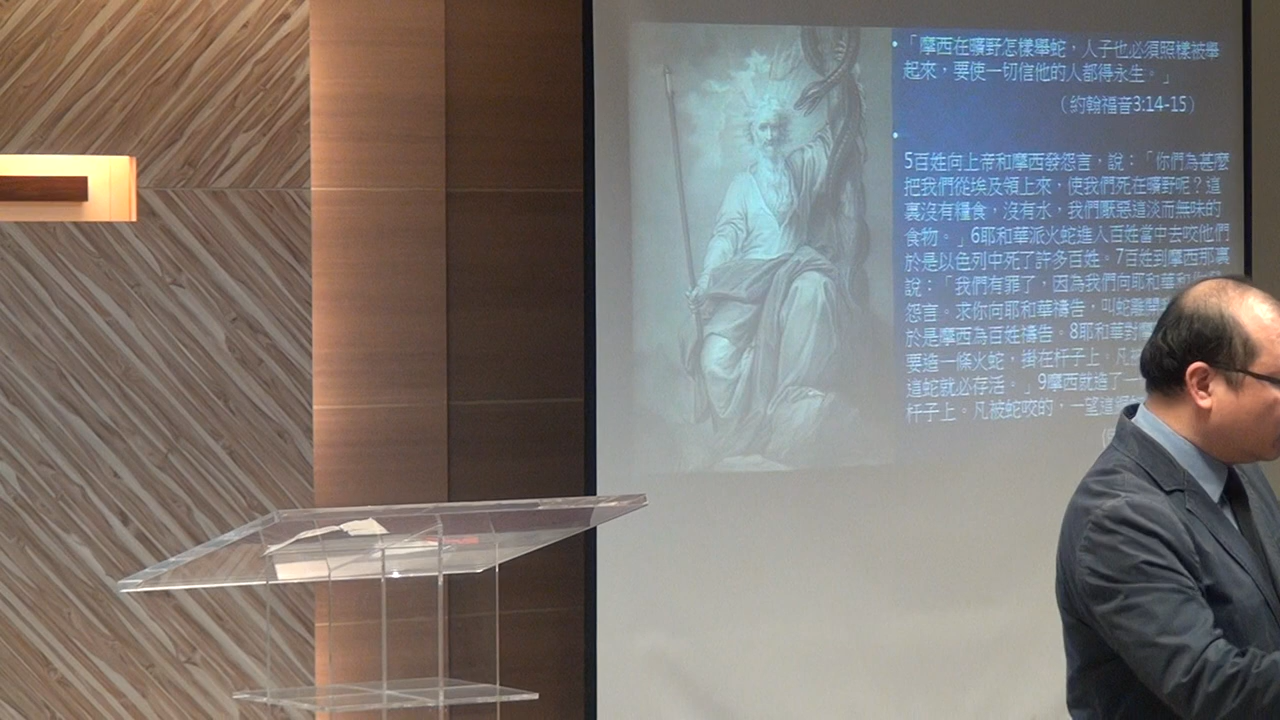 「摩西在曠野怎樣舉蛇，人子也必須照樣被舉
起來，要使一切信他的人都得永生。」
（約翰福音3:14-15）
5百姓向上帝和摩西發怨言，說：「你們為甚麼
把我們從埃及領上來，使我們死在曠野呢？這
裏沒有糧食，沒有水，我們厭惡這淡而無味的
食物。」6耶和華派火蛇進入百姓當中去咬他們
於是以色列中死了許多百姓。7百姓到摩西那裏
說：「我們有罪了，因為我們向耶和華和你
怨言。求你向耶和華禱告，叫蛇離開
於是摩西為百姓禱告。8耶和華對
要造一條火蛇，掛在杆子上。凡被
這蛇就必存活。」9摩西就造了一
杆子上。凡被蛇咬的，一望這